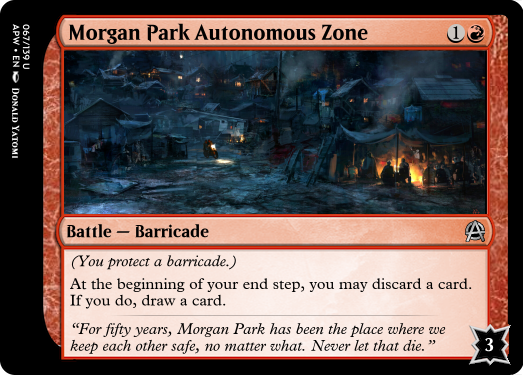 Morgan Park Autonomous Zone 1
067/139 U
APW • EN DONALD YATOMI
Battle — Barricade
(You protect a barricade.)
At the beginning of your end step, you may discard a card.
If you do, draw a card.
“For fifty years, Morgan Park has been the place where we
keep each other safe, no matter what. Never let that die.”
3